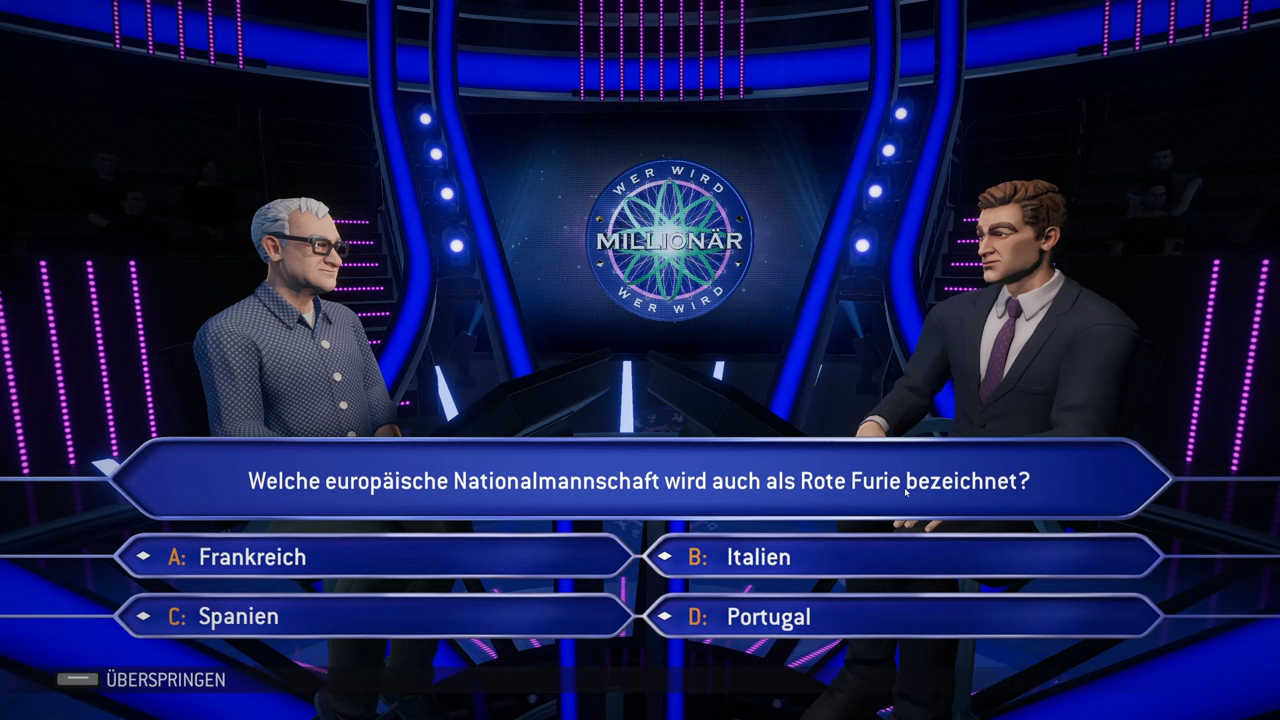 WER WIRD
MILLIONÄR
WER WIRD
Welche europäische Nationalmannschaft wird auch als Rote Furie bezeichnet?
A: Frankreich
B: Italien
C: Spanien
D: Portugal
ÜBERSPRINGEN